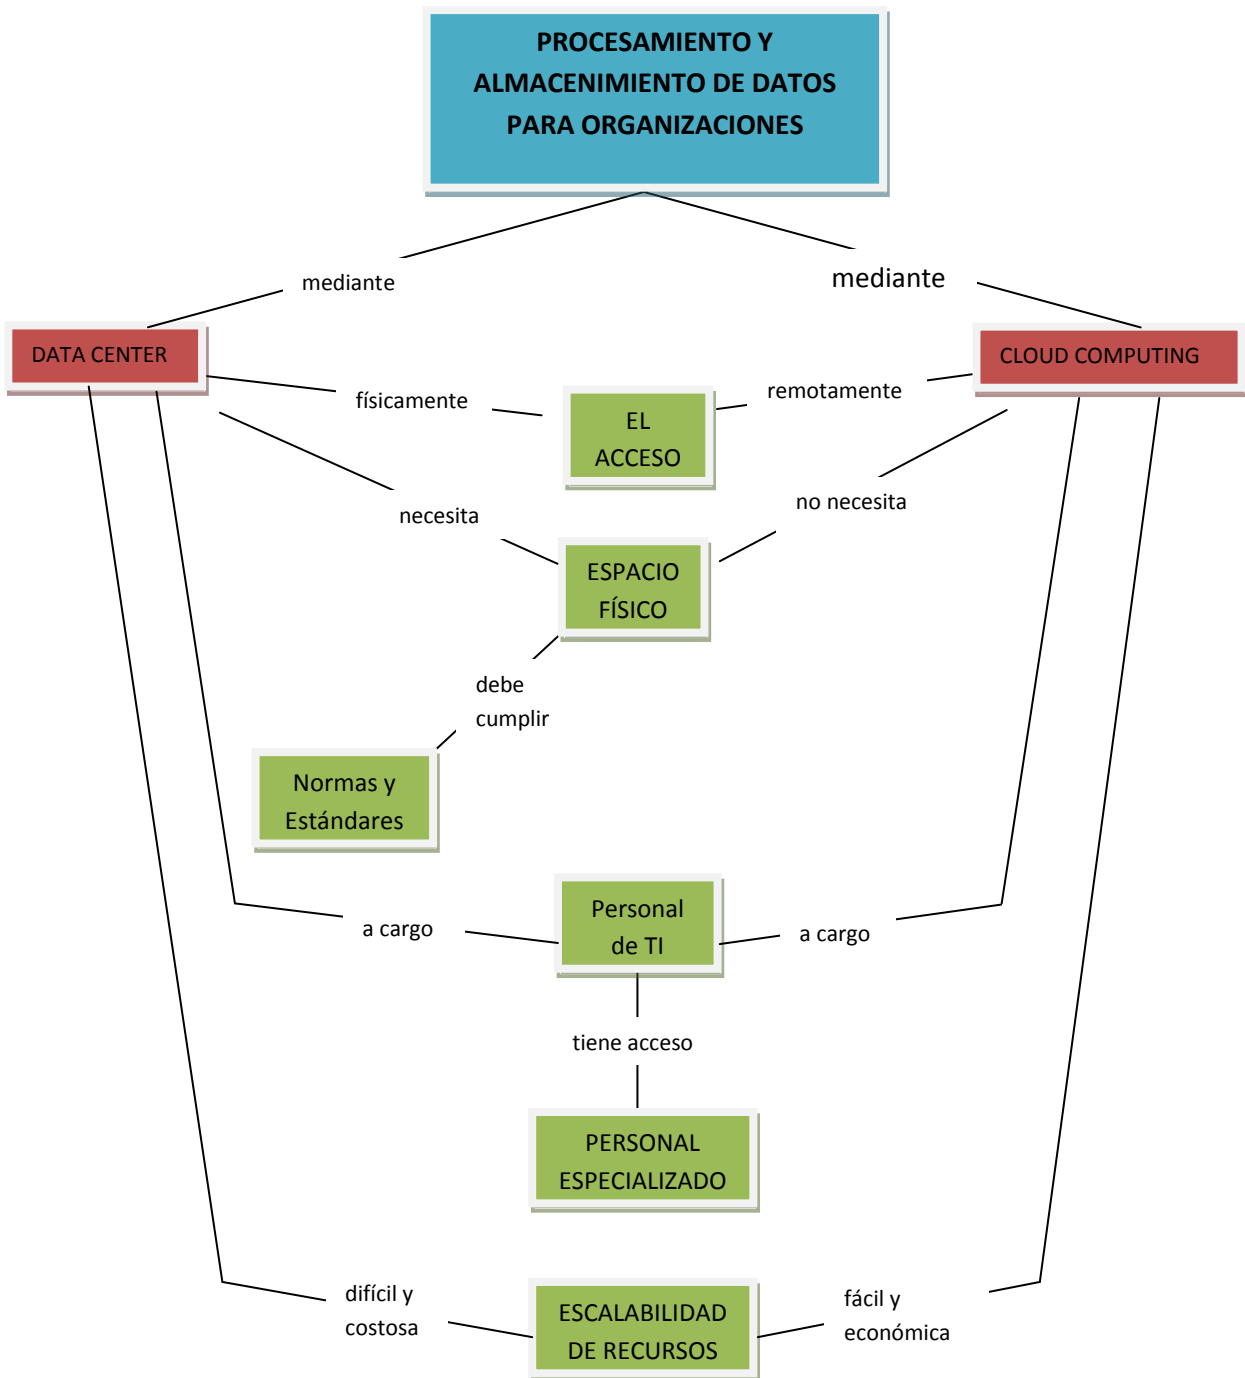 PROCESAMIENTO Y
ALMACENIMIENTO DE DATOS
PARA ORGANIZACIONES
mediante
mediante
DATA CENTER
CLOUD COMPUTING
físicamente
remotamente
EL
ACCESO
necesita
no necesita
ESPACIO
FÍSICO
debe
cumplir
Normas y
Estándares
a cargo
Personal
de TI
a cargo
tiene acceso
PERSONAL
ESPECIALIZADO
difícil y
costosa
ESCALABILIDAD
DE RECURSOS
fácil y
económica